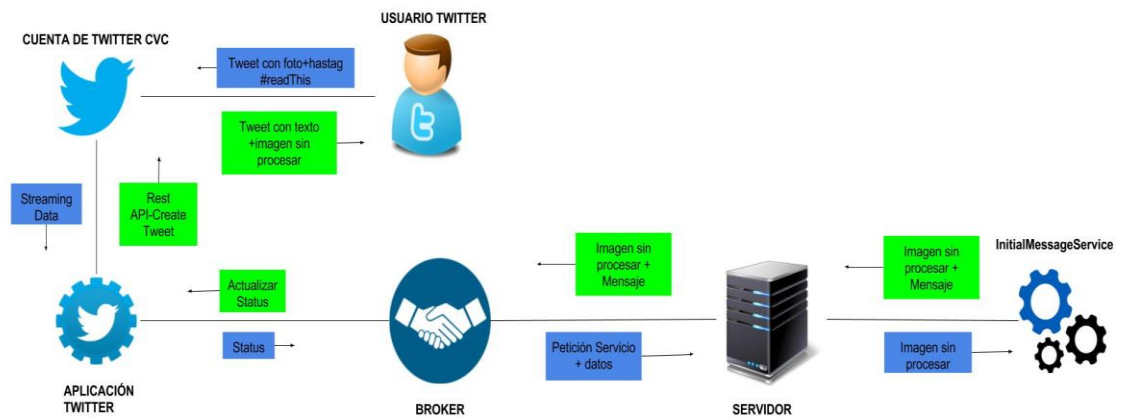 USUARIO TWITTER
CUENTA DE TWITTER CVC
Tweet con foto+hastag
#readThis
Tweet con texto
+imagen sin
procesar
Streaming
Data
Rest
API-Create
Tweet
Imagen sin
procesar +
Mensaje
Imagen sin
procesar +
Mensaje
InitialMessageService
Actualizar
Status
Status
Petición Servicio
+ datos
Imagen sin
procesar
APLICACIÓN
TWITTER
BROKER
SERVIDOR